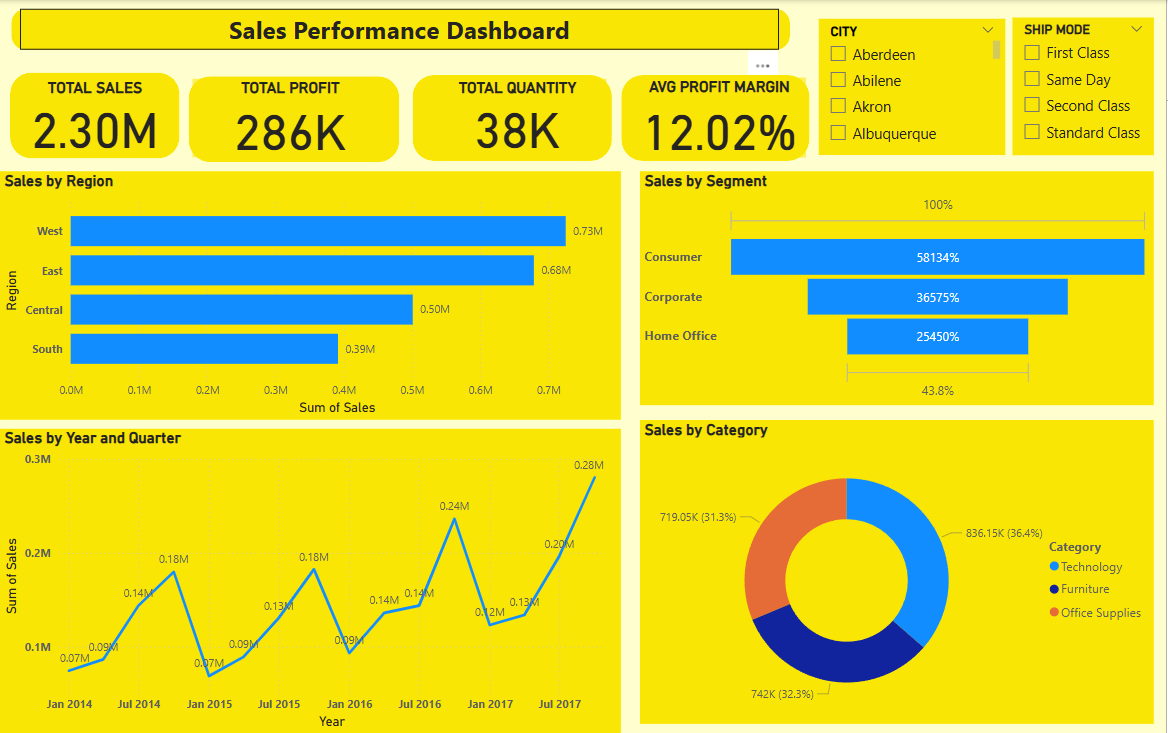 Sales Performance Dashboard
TOTAL SALES
2.30M
TOTAL PROFIT
286K
TOTAL QUANTITY
38K
AVG PROFIT MARGIN
12.02%
CITY
Aberdeen
Abilene
Akron
Albuquerque
SHIP MODE
First Class
Same Day
Second Class
Standard Class
Sales by Region
Region
West
0.73M
East
0.68M
Central
0.50M
South
0.39M
0.0M 0.1M 0.2M 0.3M 0.4M 0.5M 0.6M 0.7M
Sum of Sales
Sales by Segment
100%
Consumer
58134%
Corporate
36575%
Home Office
25450%
43.8%
Sales by Year and Quarter
Sum of Sales
0.3M
0.2M
0.1M
0.07M
0.09M
0.14M
0.18M
0.07M
0.09M
0.13M
0.18M
0.09M
0.14M
0.14M
0.24M
0.12M
0.13M
0.20M
0.28M
Jan 2014 Jul 2014 Jan 2015 Jul 2015 Jan 2016 Jul 2016 Jan 2017 Jul 2017
Year
Sales by Category
719.05K (31.3%)
836.15K (36.4%)
742K (32.3%)
Category
Technology
Furniture
Office Supplies